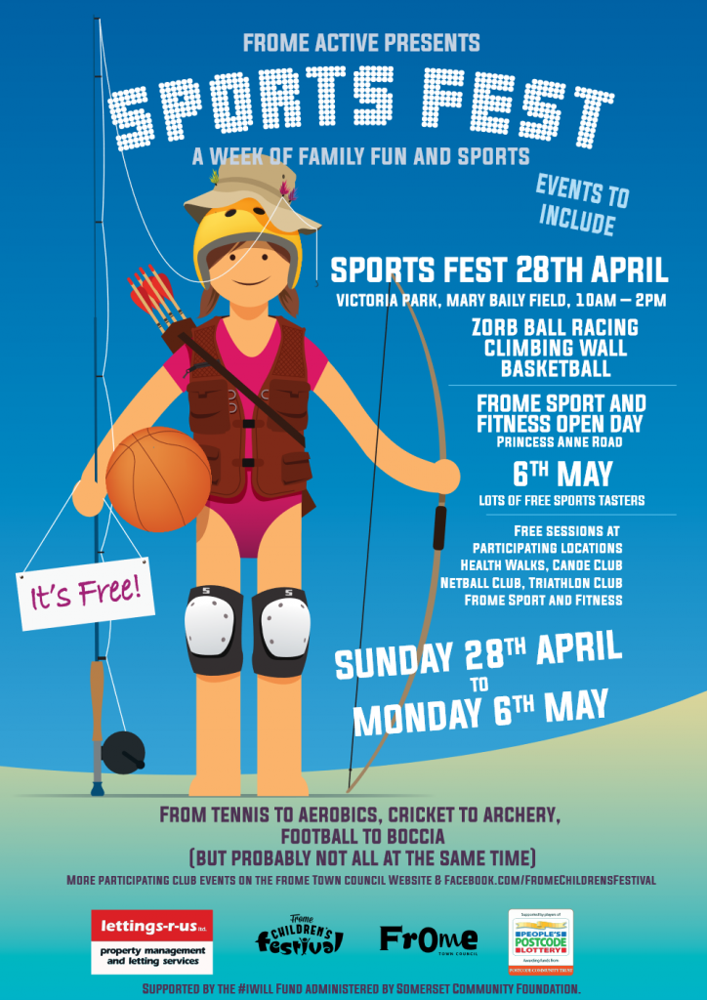 FROME ACTIVE PRESENTS
SPORTS FEST
A WEEK OF FAMILY FUN AND SPORTS
EVENTS TO
INCLUDE
SPORTS FEST 28TH APRIL
VICTORIA PARK, MARY BAILY FIELD, 10AM – 2PM
ZORB BALL RACING
CLIMBING WALL
BASKETBALL
FROME SPORT AND
FITNESS OPEN DAY
PRINCESS ANNE ROAD
6TH MAY
LOTS OF FREE SPORTS TASTERS
FREE SESSIONS AT
PARTICIPATING LOCATIONS
HEALTH WALKS, CANOE CLUB
NETBALL CLUB, TRIATHLON CLUB
FROME SPORT AND FITNESS
It's Free!
S S
SUNDAY 28TH APRIL
TO
MONDAY 6TH MAY
FROM TENNIS TO AEROBICS, CRICKET TO ARCHERY,
FOOTBALL TO BOCCIA
(BUT PROBABLY NOT ALL AT THE SAME TIME)
MORE PARTICIPATING CLUB EVENTS ON THE FROME TOWN COUNCIL WEBSITE & FACEBOOK.COM/FROMECHILDRENSFESTIVAL
lettings-r-us ltd.
property management
and letting services
Frome
CHILDREN'S
festival
Frome
TOWN COUNCIL
Supported by players of
PEOPLE'S
POSTCODE
LOTTERY
Awarding funds from
POSTCODE COMMUNITY TRUST
SUPPORTED BY THE #IWILL FUND ADMINISTERED BY SOMERSET COMMUNITY FOUNDATION.